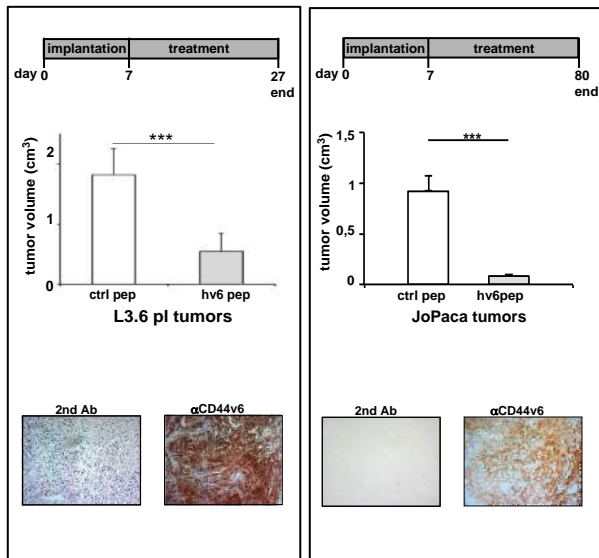 implantation treatment
day 0 7 27
end
***
tumor volume (cm³)
2
1
0
ctrl pep hv6 pep
L3.6 pl tumors
2nd Ab αCD44v6
implantation treatment
day 0 7 80
end
***
tumor volume (cm³)
1,5
1
0,5
0
ctrl pep hv6pep
JoPaca tumors
2nd Ab αCD44v6